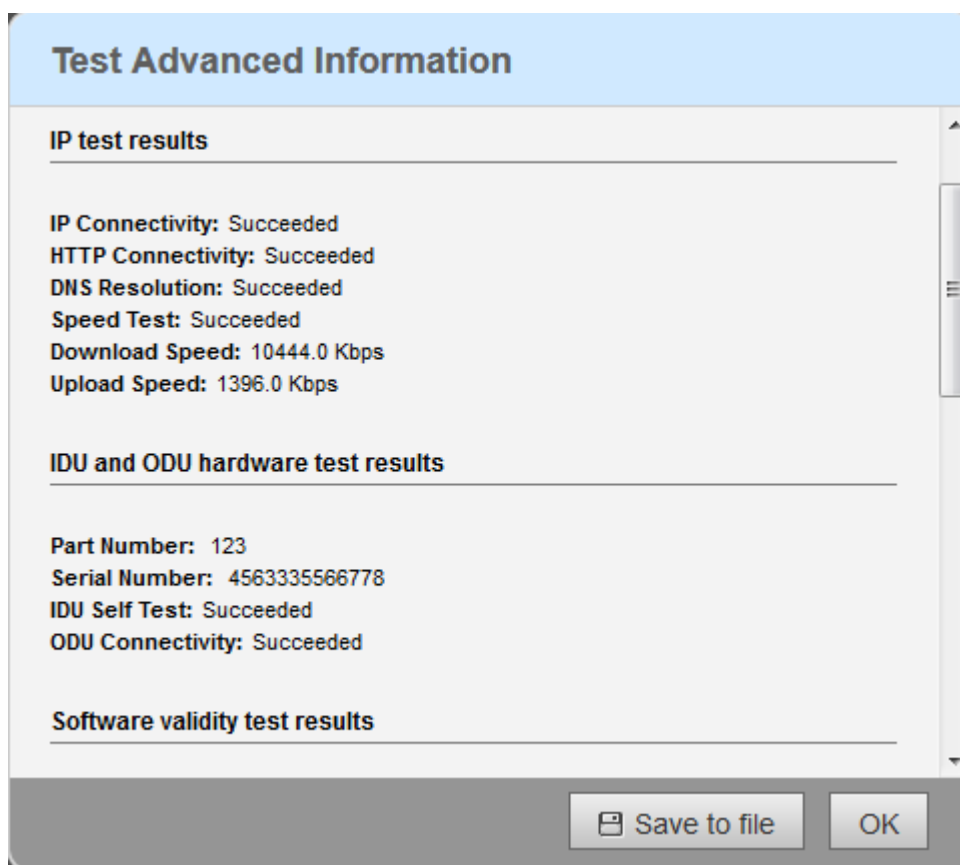 Test Advanced Information
IP test results
IP Connectivity: Succeeded
HTTP Connectivity: Succeeded
DNS Resolution: Succeeded
Speed Test: Succeeded
Download Speed: 10444.0 Kbps
Upload Speed: 1396.0 Kbps
IDU and ODU hardware test results
Part Number: 123
Serial Number: 4563335566778
IDU Self Test: Succeeded
ODU Connectivity: Succeeded
Software validity test results
Save to file
OK